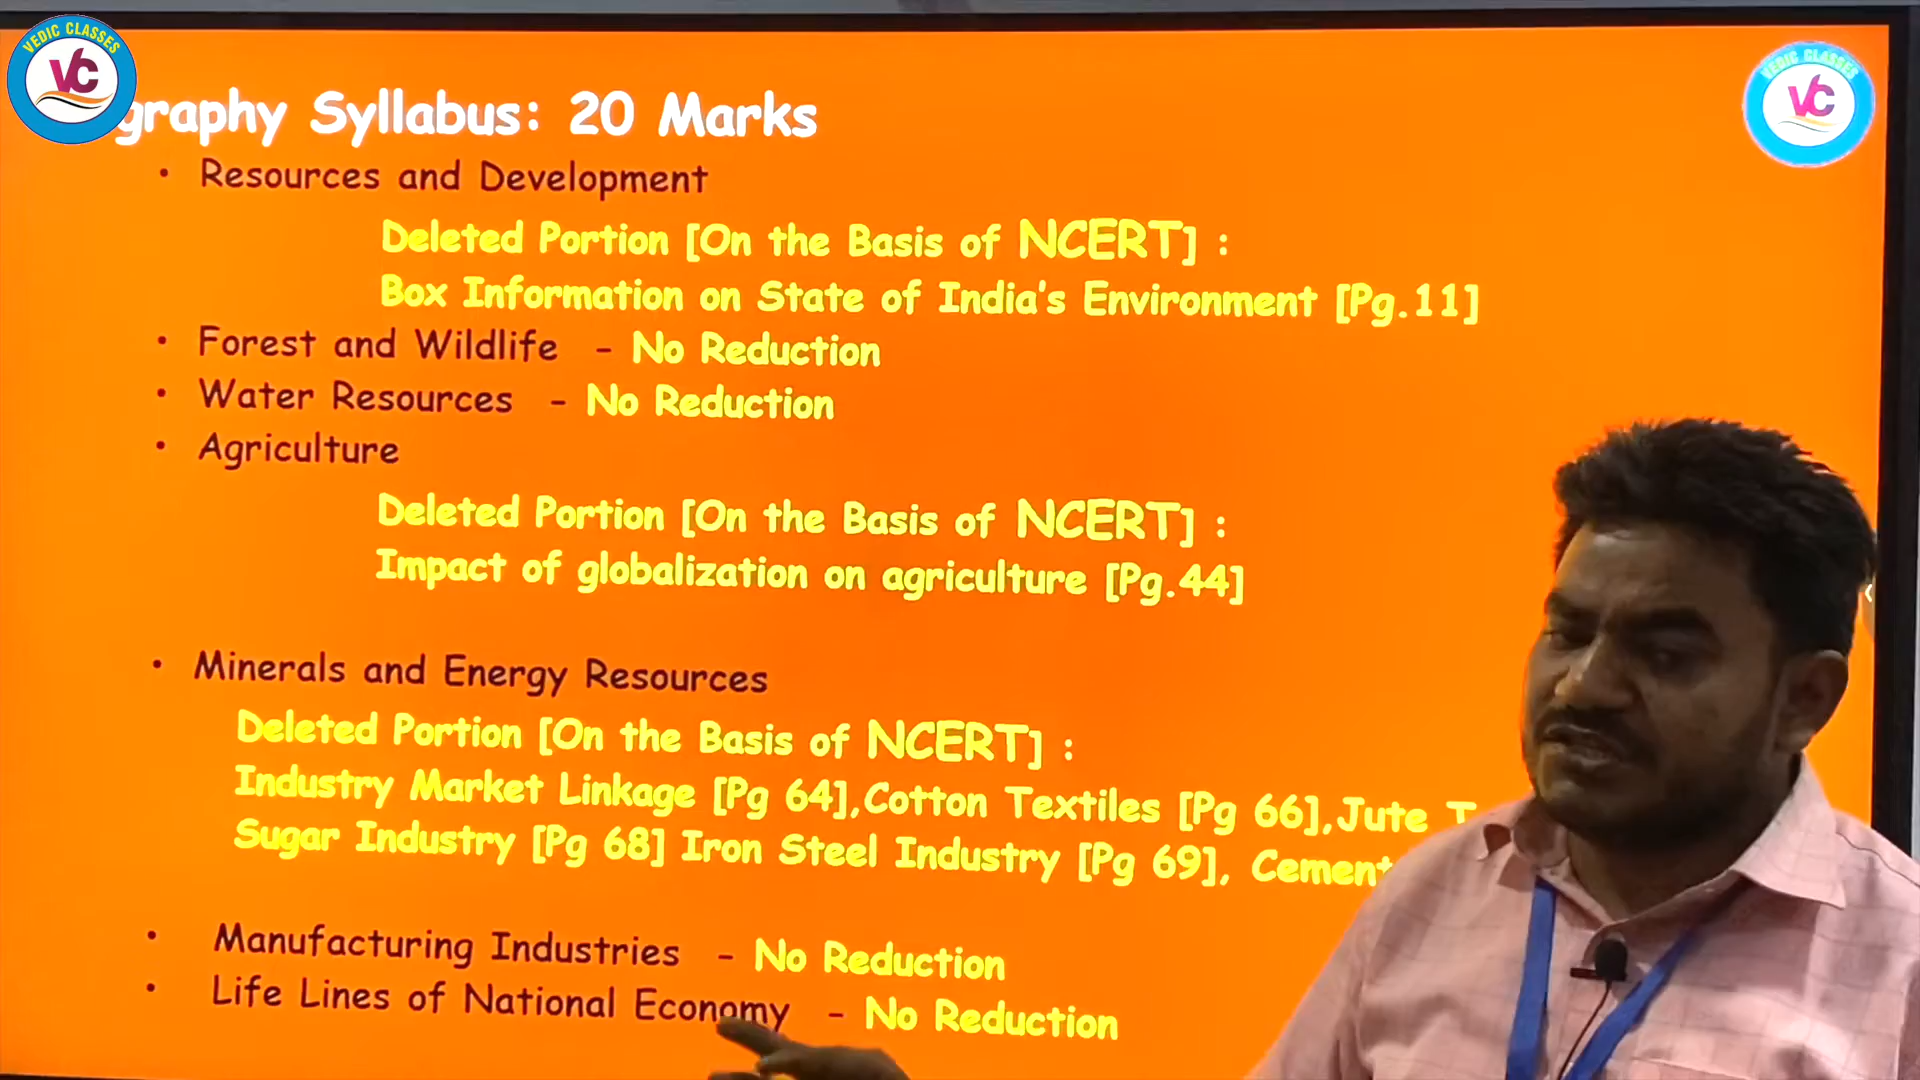 VEDIC CLASSES
VC
VEDIC CLASSES
VC
graphy Syllabus: 20 Marks
• Resources and Development
Deleted Portion [On the Basis of NCERT] :
Box Information on State of India's Environment [Pg.11]
• Forest and Wildlife - No Reduction
• Water Resources - No Reduction
• Agriculture
Deleted Portion [On the Basis of NCERT] :
Impact of globalization on agriculture [Pg.44]
• Minerals and Energy Resources
Deleted Portion [On the Basis of NCERT] :
Industry Market Linkage [Pg 64],Cotton Textiles [Pg 66],Jute T
Sugar Industry [Pg 68] Iron Steel Industry [Pg 69], Cement
• Manufacturing Industries - No Reduction
• Life Lines of National Economy - No Reduction